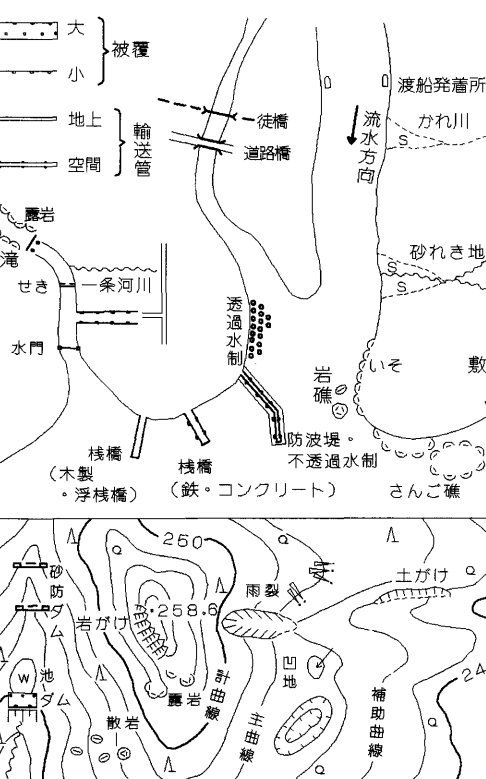 大
小
被覆
地上
空間
輸送管
徒橋
道路橋
渡船発着所
流水方向
かれ川
S
露岩
滝
せき
一条河川
水門
砂れき地
S
S
透過水制
岩礁
いそ
敷
防波堤・
不透過水制
桟橋
(木製
・浮桟橋)
桟橋
(鉄・コンクリート)
さんご礁
250
砂防ダム
岩がけ
・258.6
雨裂
土がけ
凹地
池
W
ダム
露岩
計曲線
主曲線
補助曲線
散岩
24